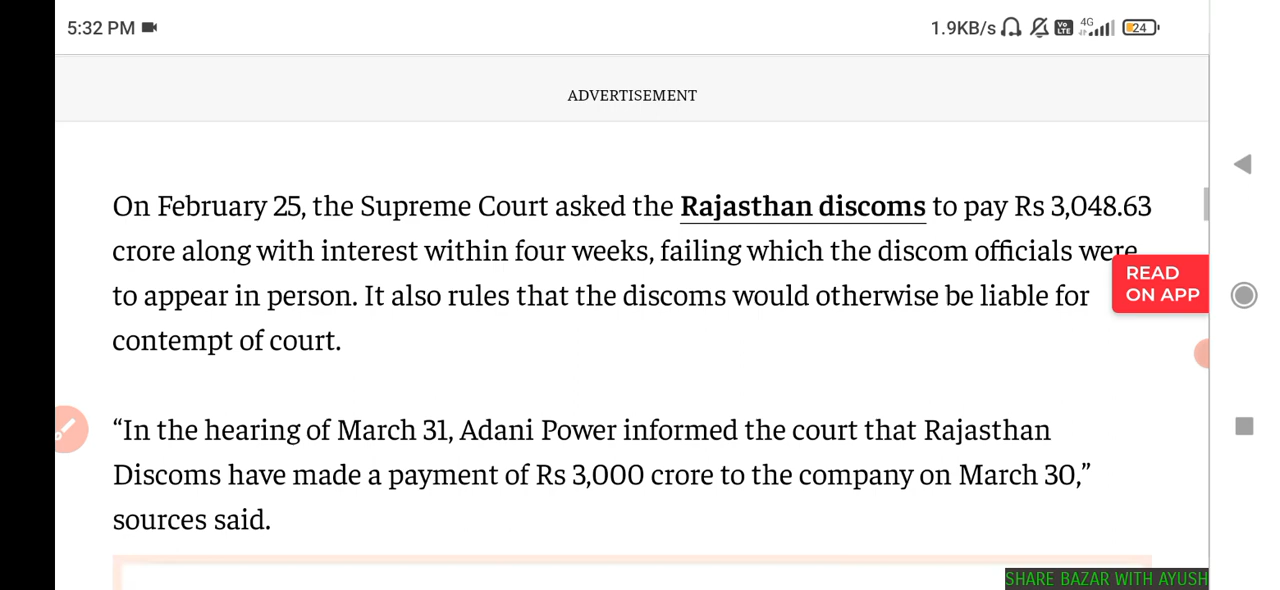 5:32 PM
1.9KB/s
Vo LTE
4G
24
ADVERTISEMENT
On February 25, the Supreme Court asked the Rajasthan discoms to pay Rs 3,048.63
crore along with interest within four weeks, failing which the discom officials were
to appear in person. It also rules that the discoms would otherwise be liable for
contempt of court.
READ
ON APP
“In the hearing of March 31, Adani Power informed the court that Rajasthan
Discoms have made a payment of Rs 3,000 crore to the company on March 30,”
sources said.
SHARE BAZAR WITH AYUSH